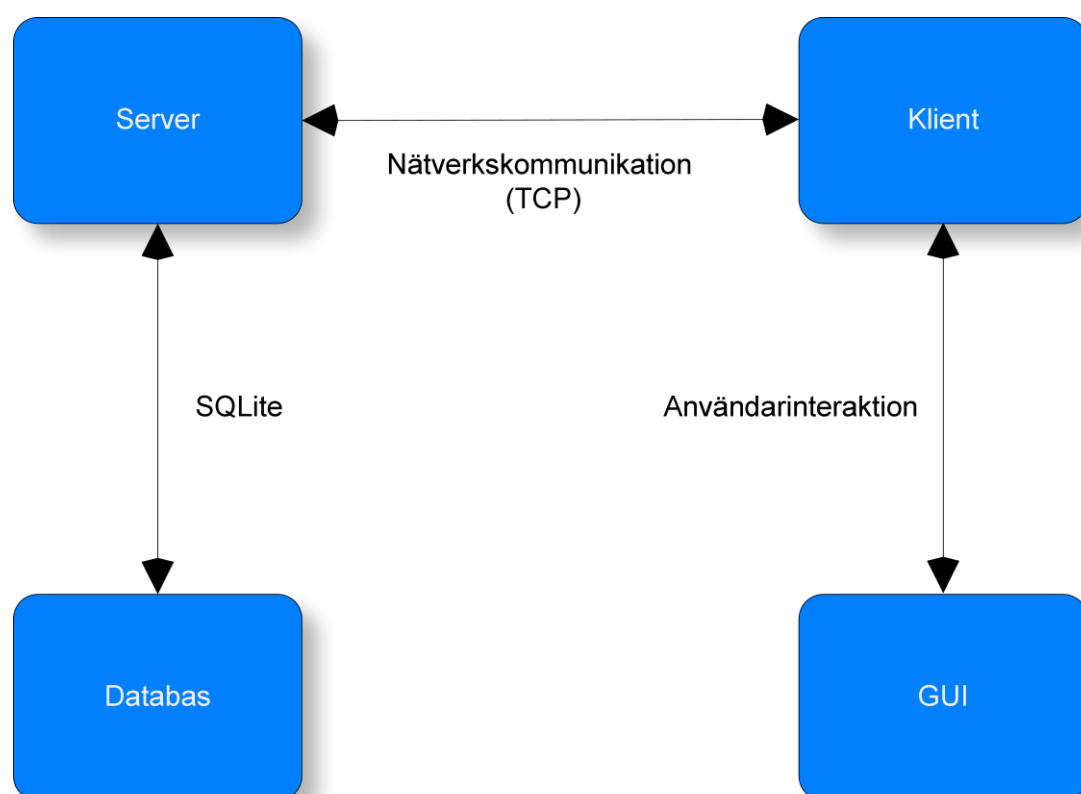 Server
Klient
Nätverkskommunikation
(TCP)
SQLite
Användarinteraktion
Databas
GUI